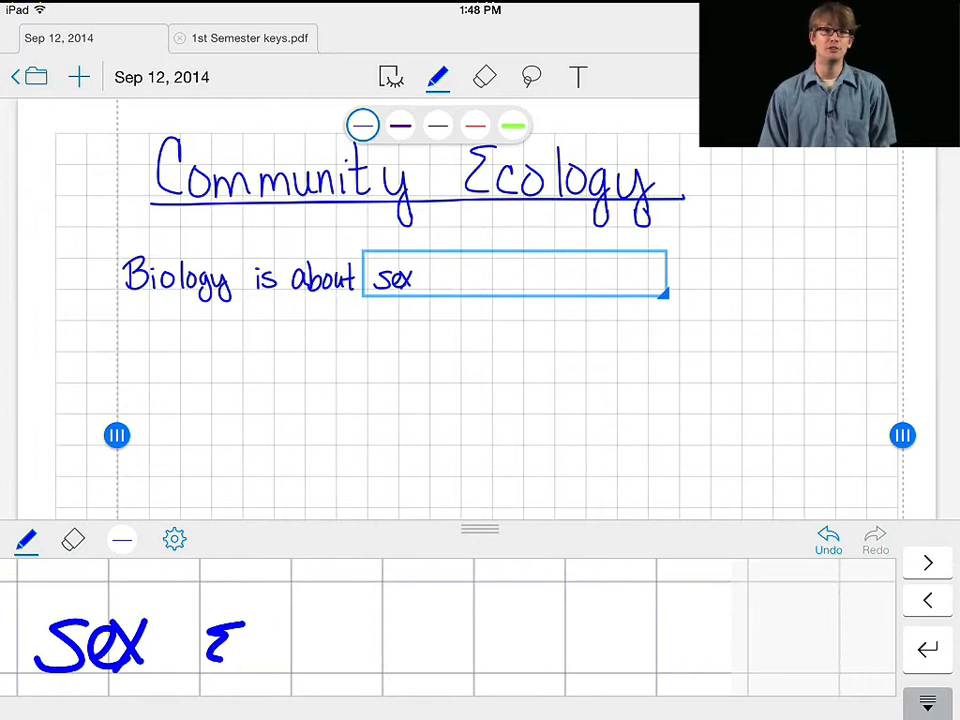 iPad 1:48 PM
Sep 12, 2014 1st Semester keys.pdf
Sep 12, 2014 T
Community Ecology
Biology is about sex
Undo Redo
sex